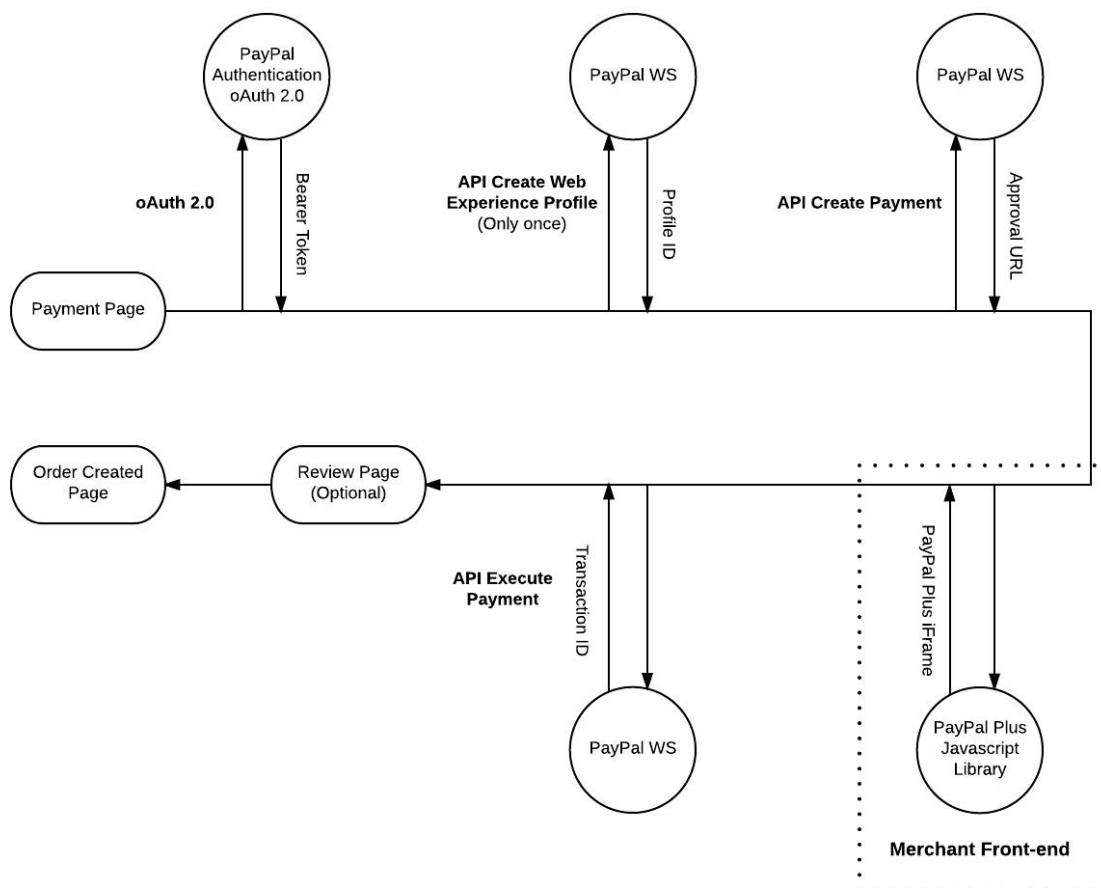 PayPal
Authentication
oAuth 2.0
PayPal WS
PayPal WS
oAuth 2.0
Bearer Token
API Create Web
Experience Profile
(Only once)
Profile ID
API Create Payment
Approval URL
Payment Page
Order Created
Page
Review Page
(Optional)
API Execute
Payment
Transaction ID
PayPal Plus iFrame
PayPal WS
PayPal Plus
Javascript
Library
Merchant Front-end